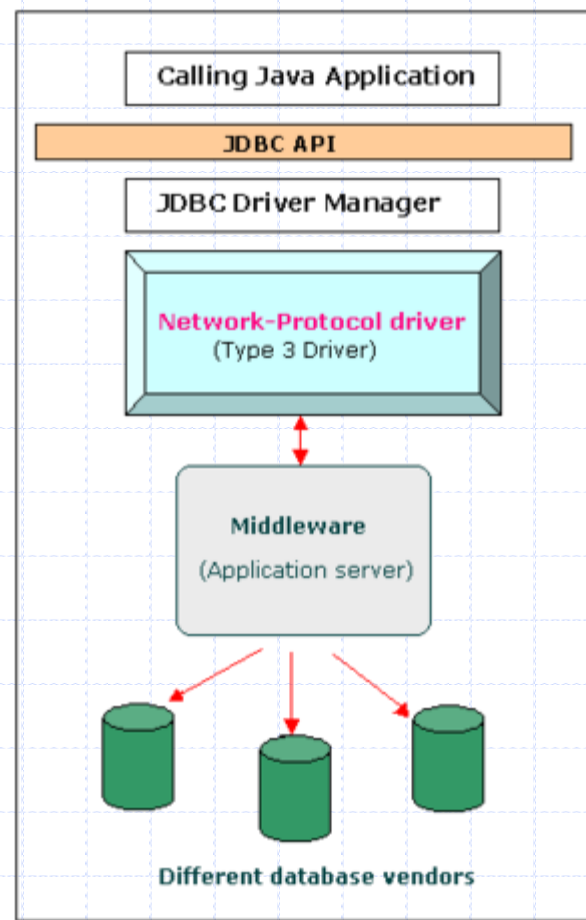 Calling Java Application
JDBC API
JDBC Driver Manager
Network-Protocol driver
(Type 3 Driver)
Middleware
(Application server)
Different database vendors